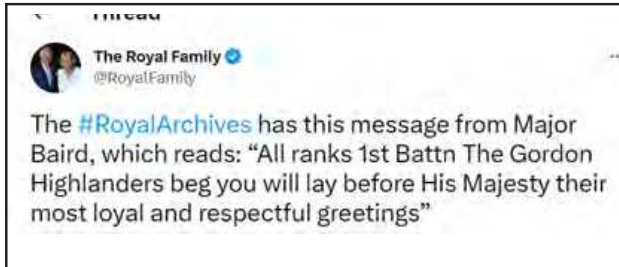 Thread
The Royal Family
@RoyalFamily
The #RoyalArchives has this message from Major
Baird, which reads: “All ranks 1st Battn The Gordon
Highlanders beg you will lay before His Majesty their
most loyal and respectful greetings”